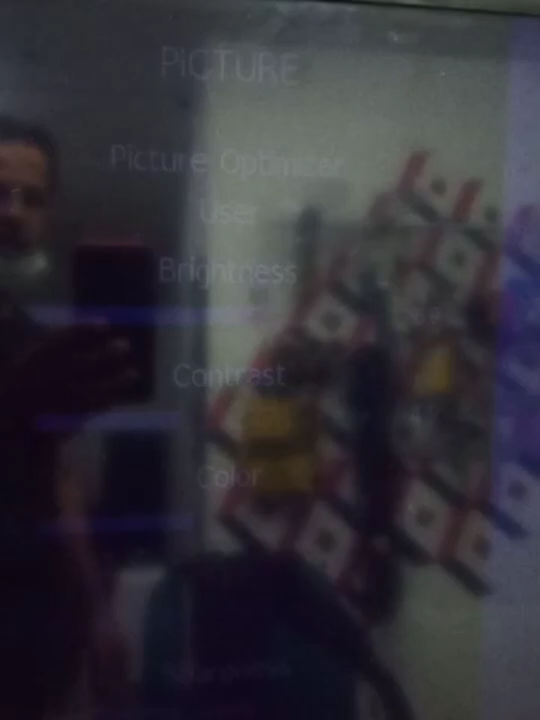 PICTURE
Picture Optimizer
User
Brightness
Contrast
Color